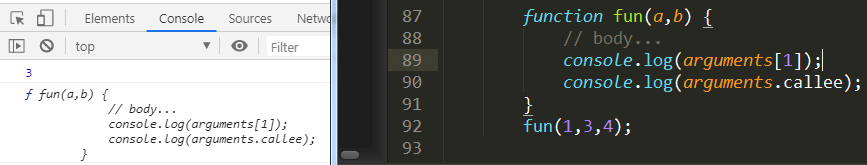 Elements Console Sources Netw
top Filter
3
f fun(a,b) {
// body...
console.log(arguments[1]);
console.log(arguments.callee);
}
87 function fun(a,b) {
88 // body...
89 console.log(arguments[1]);
90 console.log(arguments.callee);
91 }
92 fun(1,3,4);
93